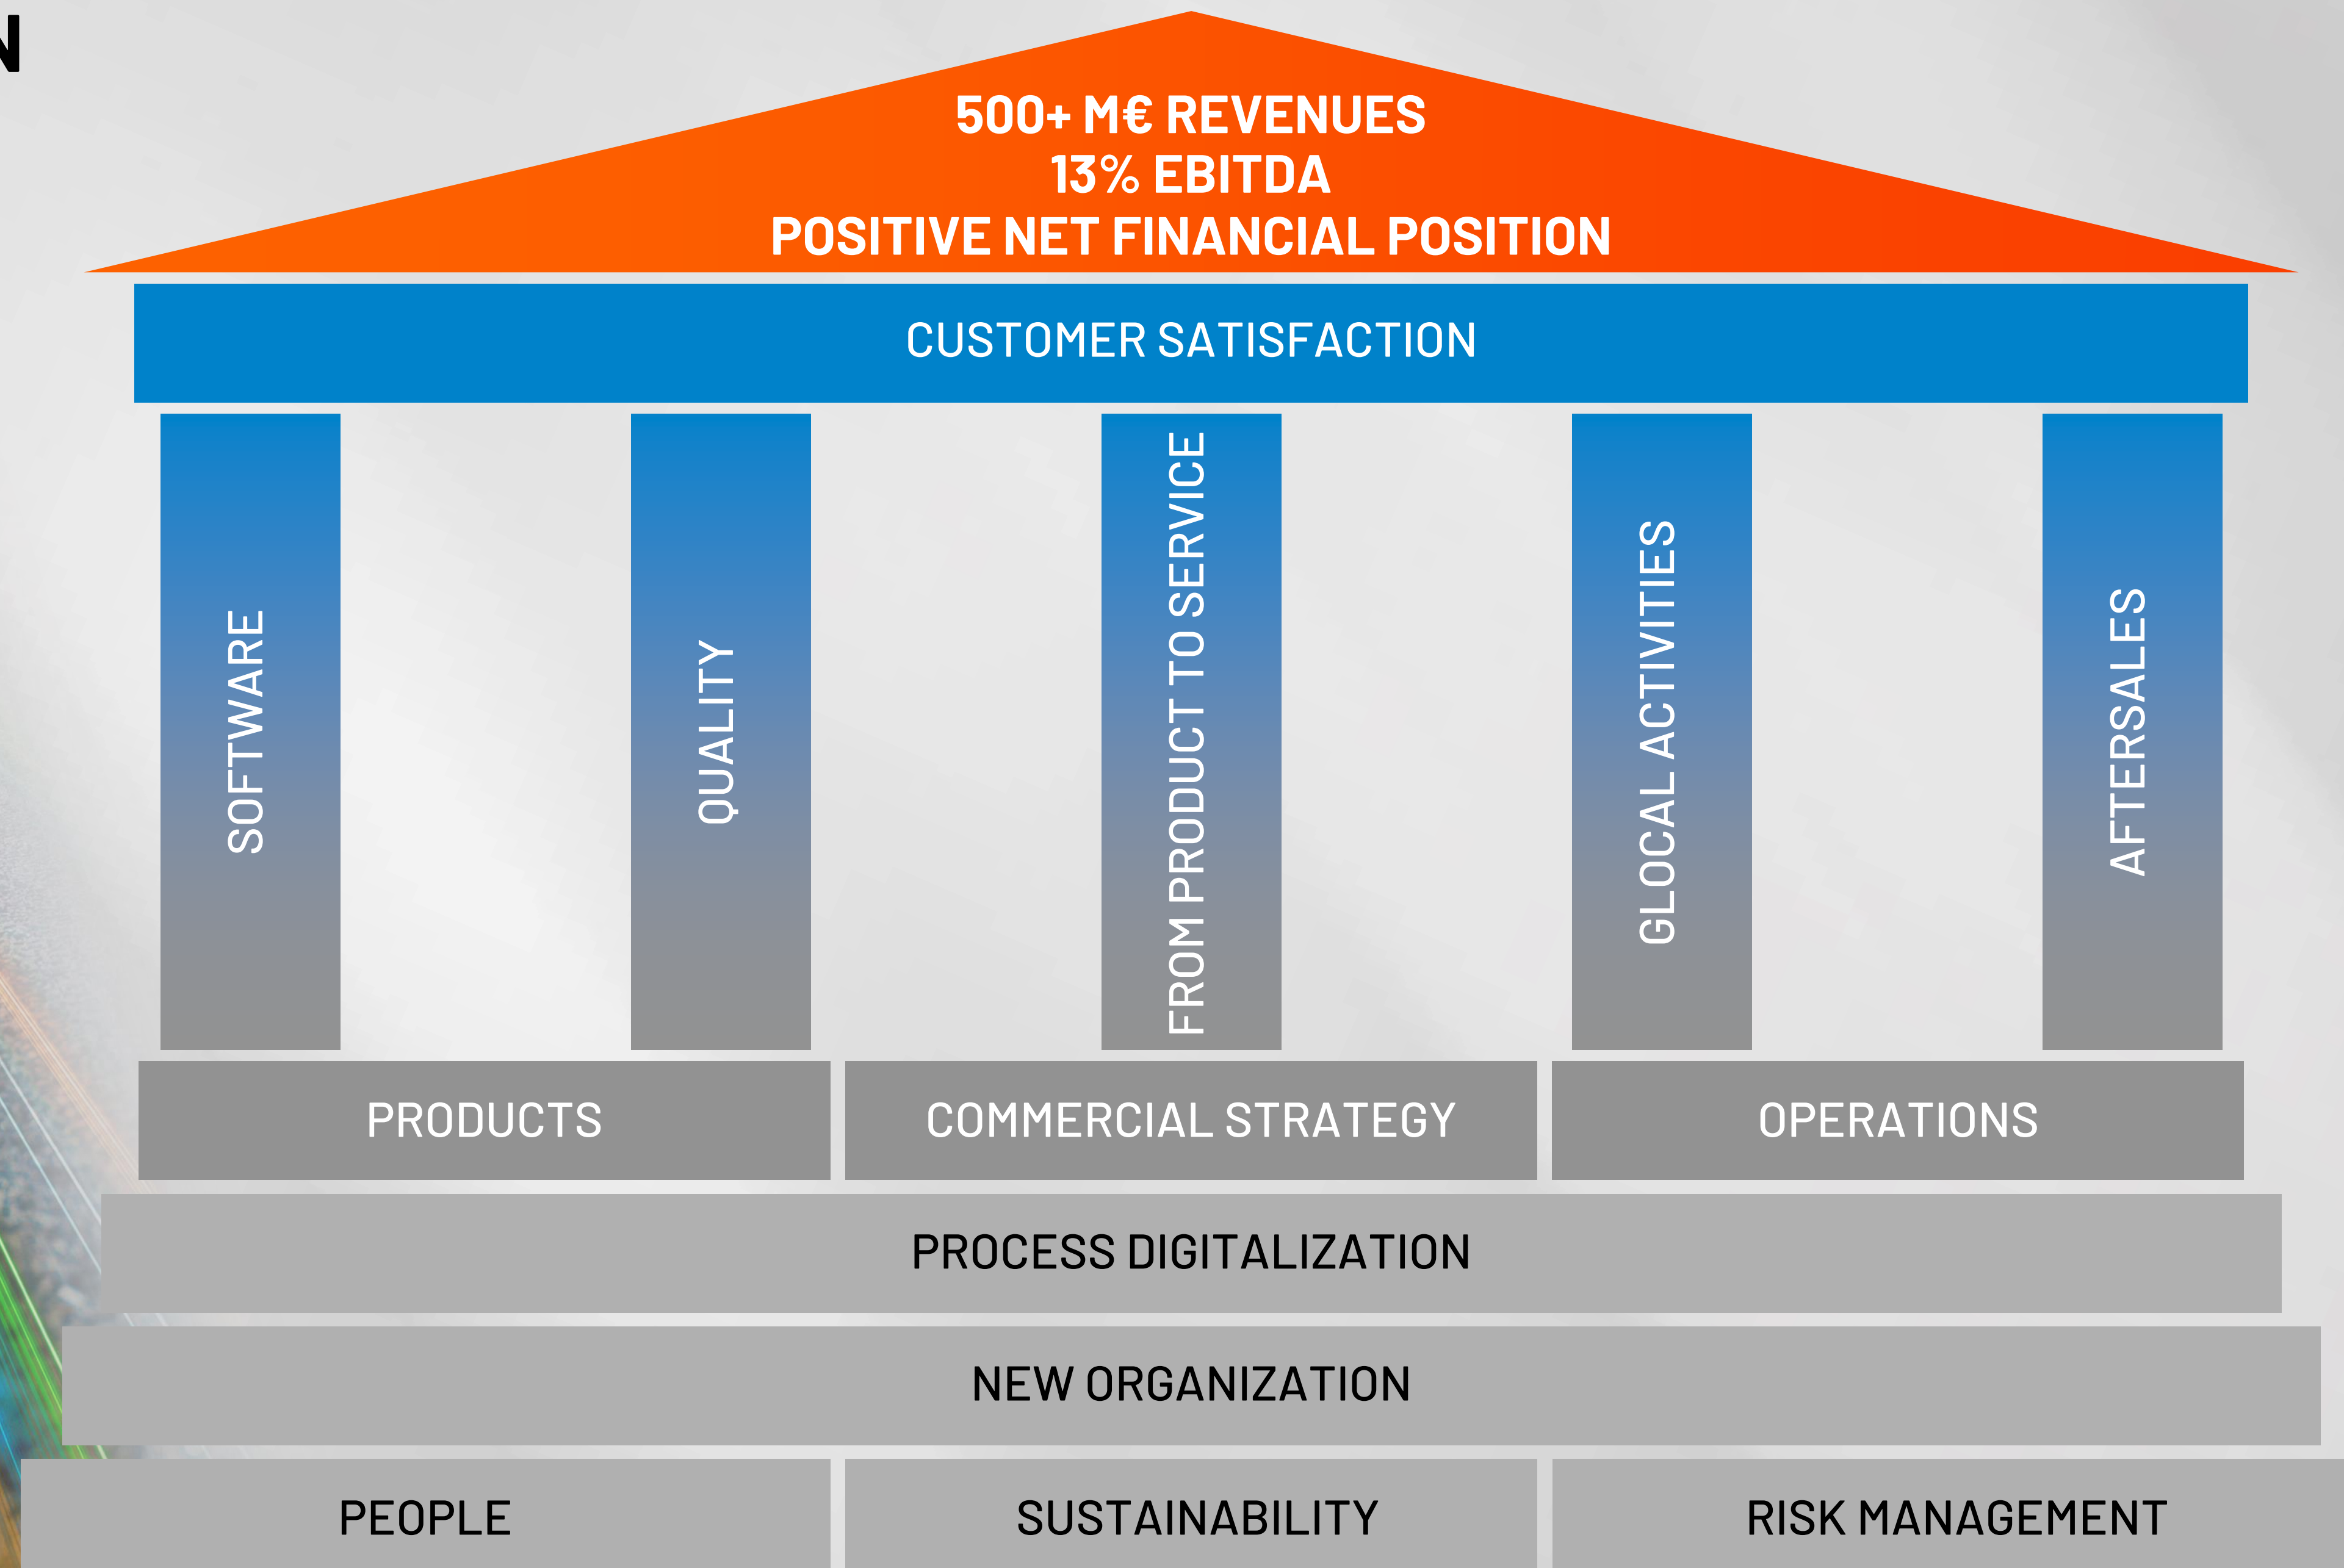 N
500+ M€ REVENUES
13% EBITDA
POSITIVE NET FINANCIAL POSITION
CUSTOMER SATISFACTION
SOFTWARE
QUALITY
FROM PRODUCT TO SERVICE
GLOCAL ACTIVITIES
AFTERSALES
PRODUCTS
COMMERCIAL STRATEGY
OPERATIONS
PROCESS DIGITALIZATION
NEW ORGANIZATION
PEOPLE
SUSTAINABILITY
RISK MANAGEMENT